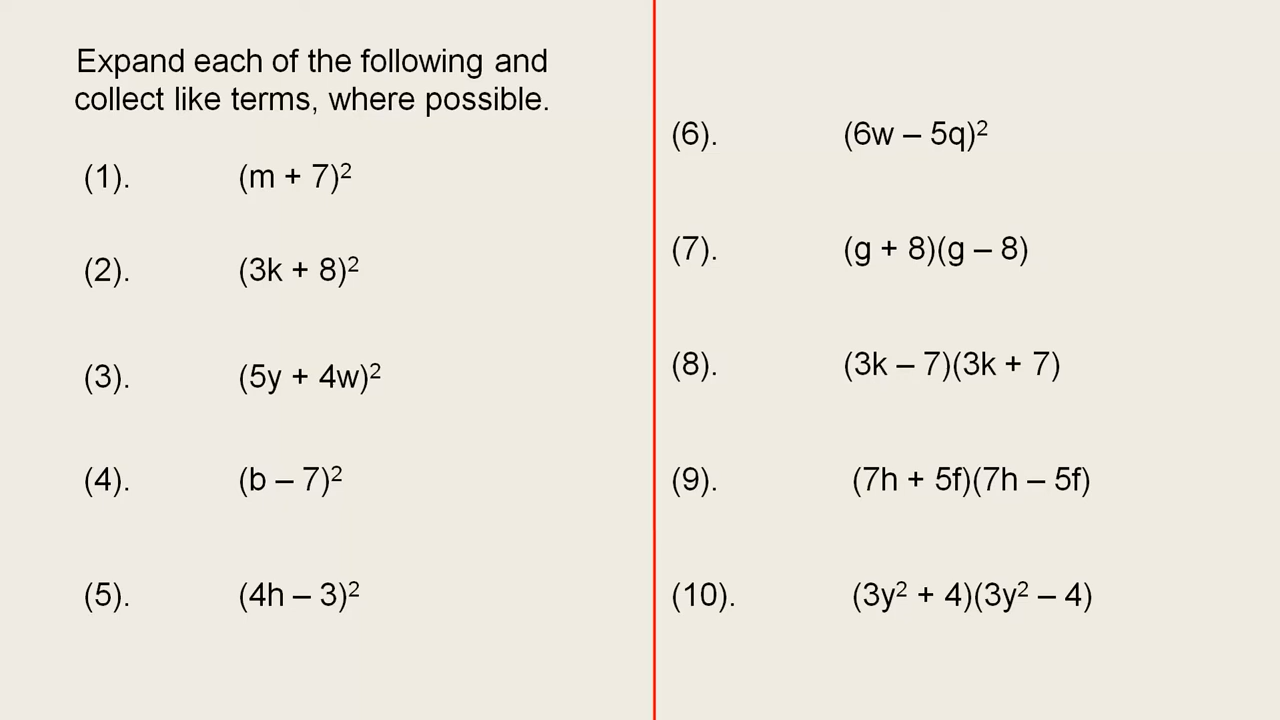 Expand each of the following and
collect like terms, where possible.
(1). (m + 7)²
(2). (3k + 8)²
(3). (5y + 4w)²
(4). (b – 7)²
(5). (4h – 3)²
(6). (6w – 5q)²
(7). (g + 8)(g – 8)
(8). (3k – 7)(3k + 7)
(9). (7h + 5f)(7h – 5f)
(10). (3y² + 4)(3y² – 4)